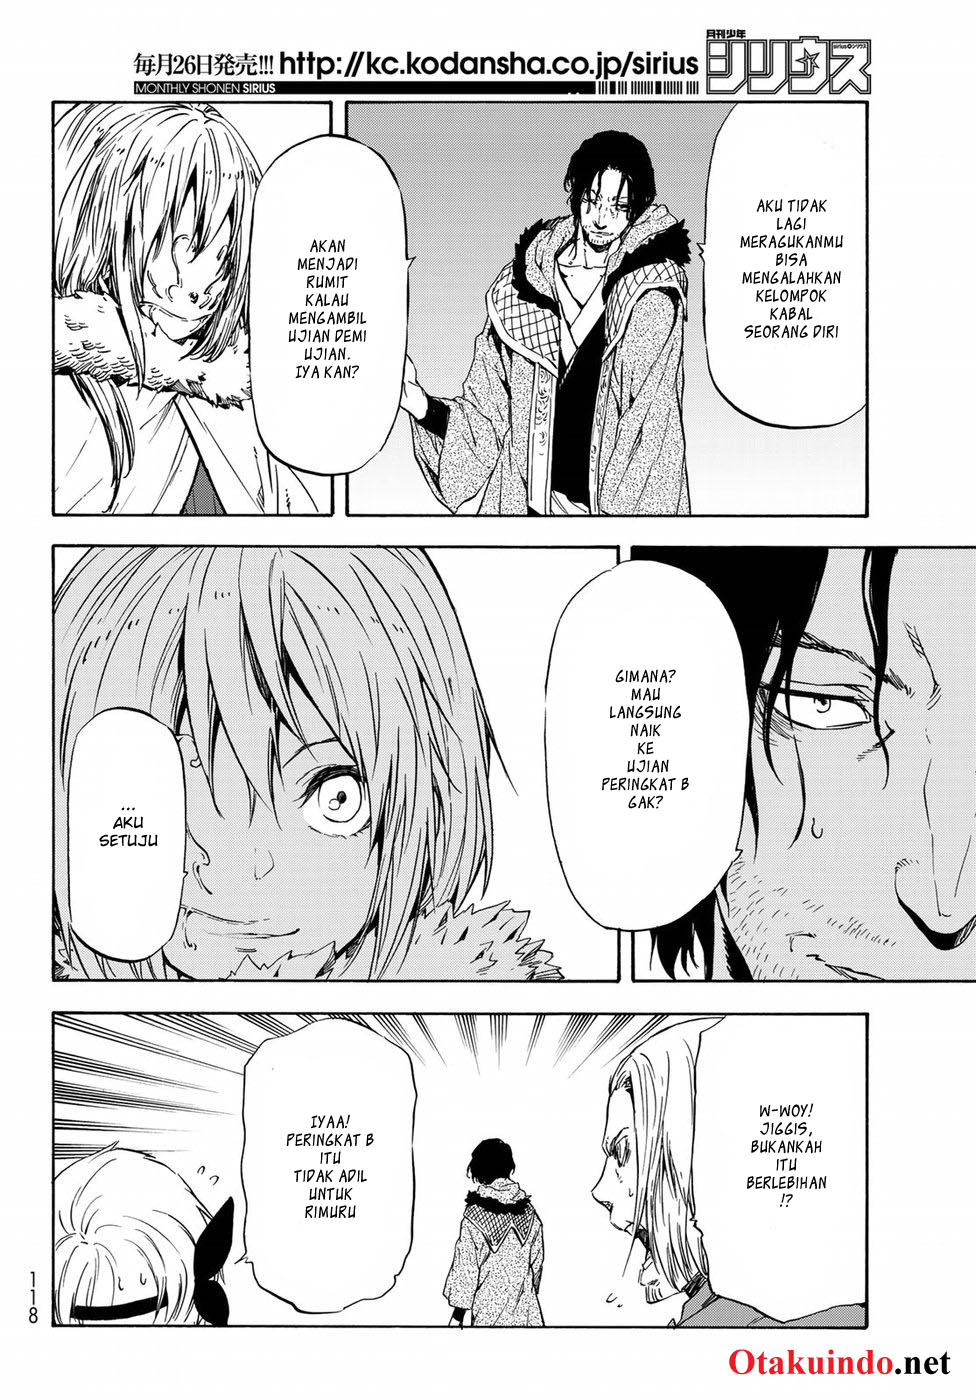 毎月26日発売!!! http://kc.kodansha.co.jp/sirius
MONTHLY SHONEN SIRIUS
月刊少年
シリウス
AKU TIDAK
LAGI
MERAGUKANMU
BISA
MENGALAHKAN
KELOMPOK
KABAL
SEORANG DIRI
AKAN
MENJADI
RUMIT
KALAU
MENGAMBIL
UJIAN DEMI
UJIAN.
IYA KAN?
GIMANA?
MAU
LANGSUNG
NAIK
KE
UJIAN
PERINGKAT B
GAK?
...
AKU
SETUJU
W-WOY!
JIGGIS,
BUKANKAH
ITU
BERLEBIHAN
!?
IYAA!
PERINGKAT B
ITU
TIDAK ADIL
UNTUK
RIMURU
118
Otakuindo.net